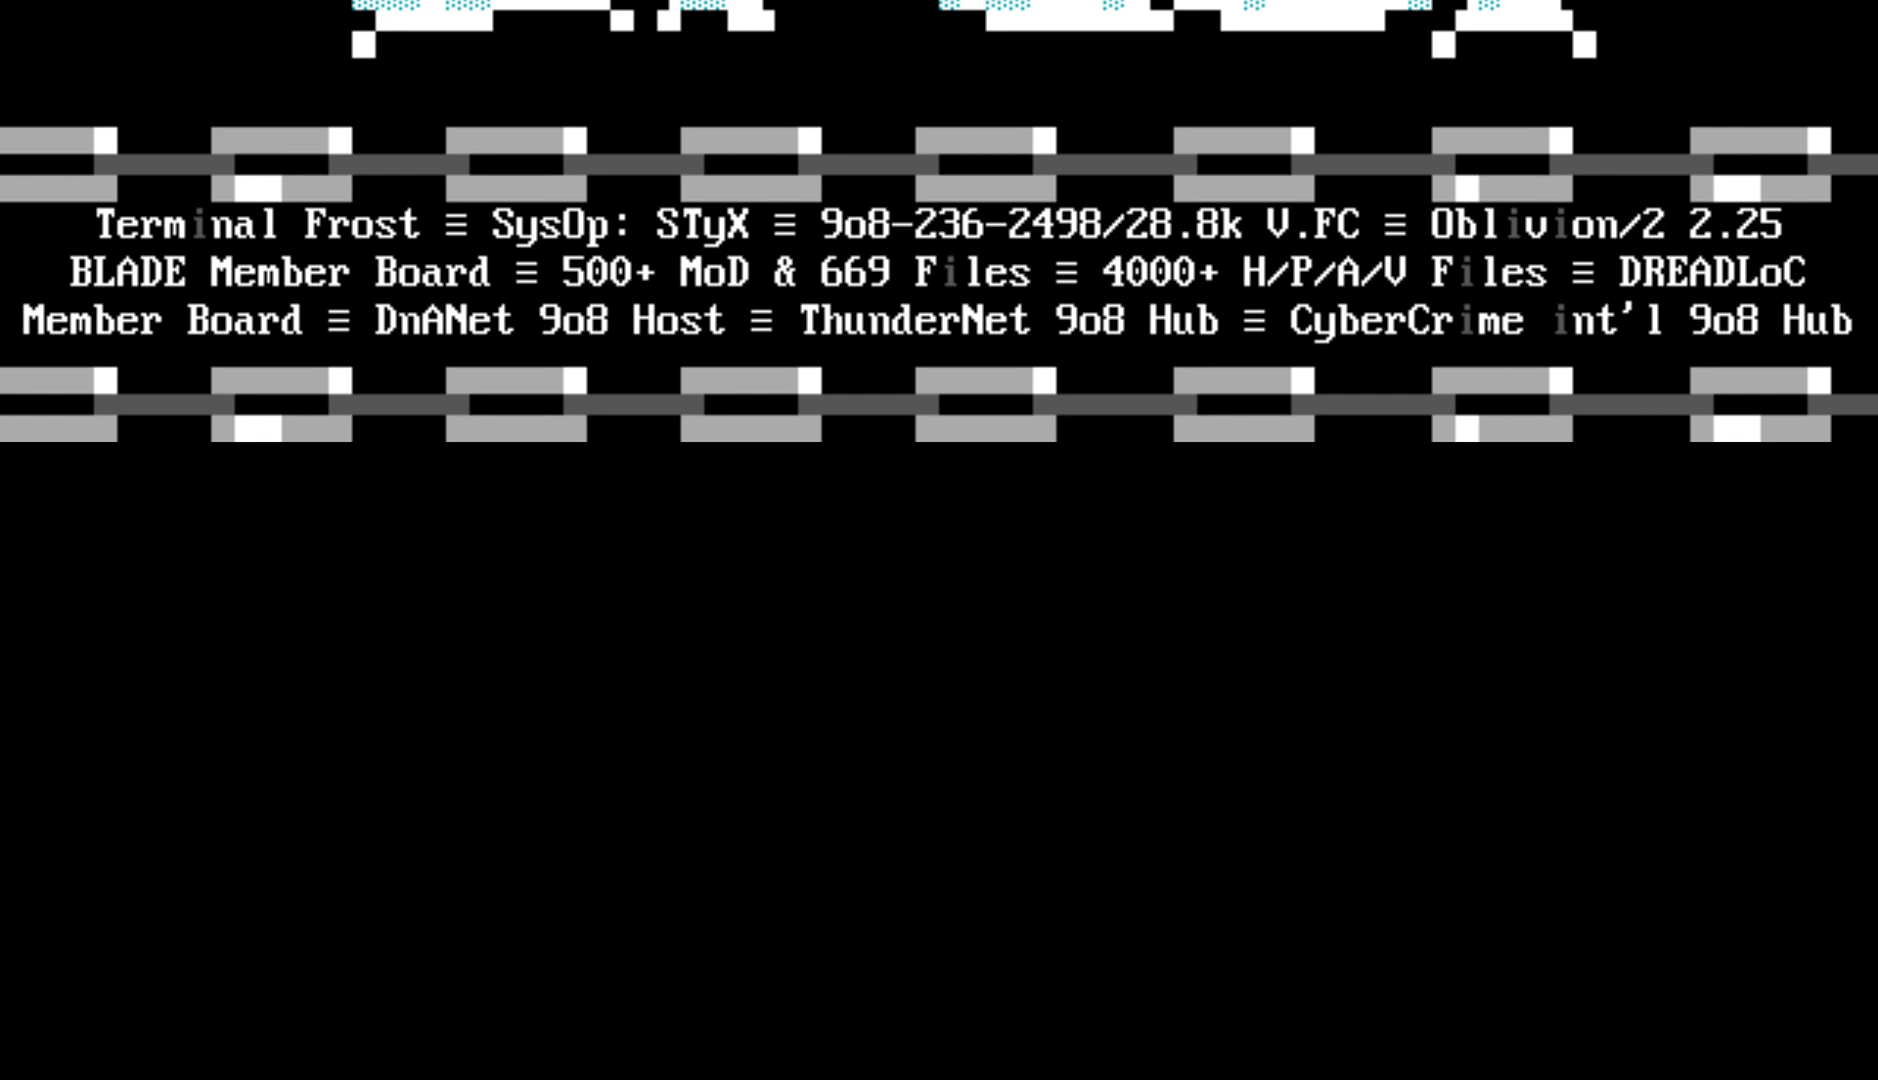 Terminal Frost ≡ SysOp: STyX ≡ 9o8-236-2498/28.8k V.FC ≡ Oblivion/2 2.25
BLADE Member Board ≡ 500+ MoD & 669 Files ≡ 4000+ H/P/A/V Files ≡ DREADLoC
Member Board ≡ DnANet 9o8 Host ≡ ThunderNet 9o8 Hub ≡ CyberCrime int'l 9o8 Hub